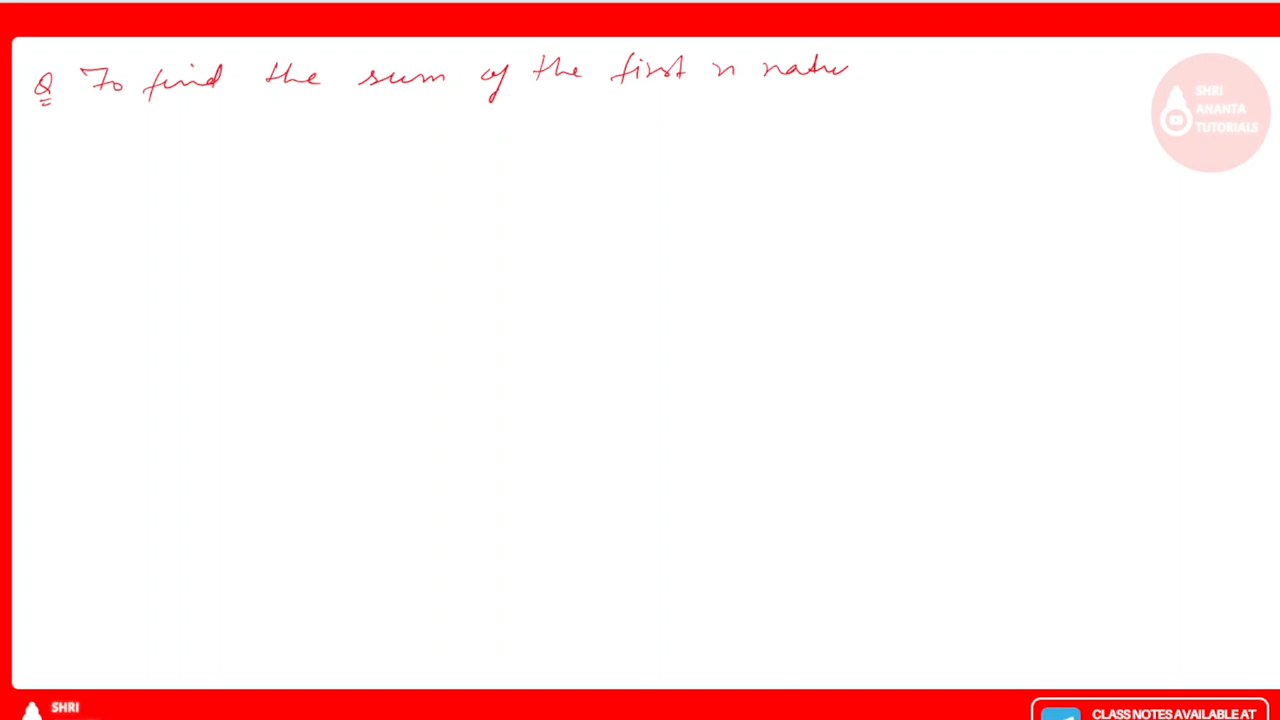 Q To find the sum of the first n natu
SHRI
ANANTA
TUTORIALS
SHRI
CLASS NOTES AVAILABLE AT